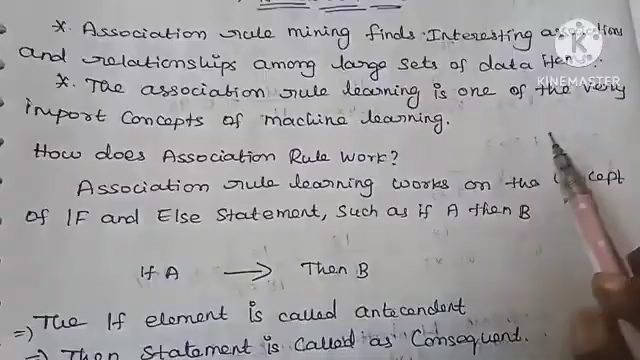 * Association rule mining finds Interesting associations
and relationships among large sets of data Items.
* The association rule learning is one of the very
import concepts of machine learning.
How does Association Rule Work?
Association rule learning works on the
of IF and Else Statement, Such as if A then B
If A → Then B
⇒ The If element is called antecendent
⇒ Then Statement is called as Consequent.
K
KINEMASTER